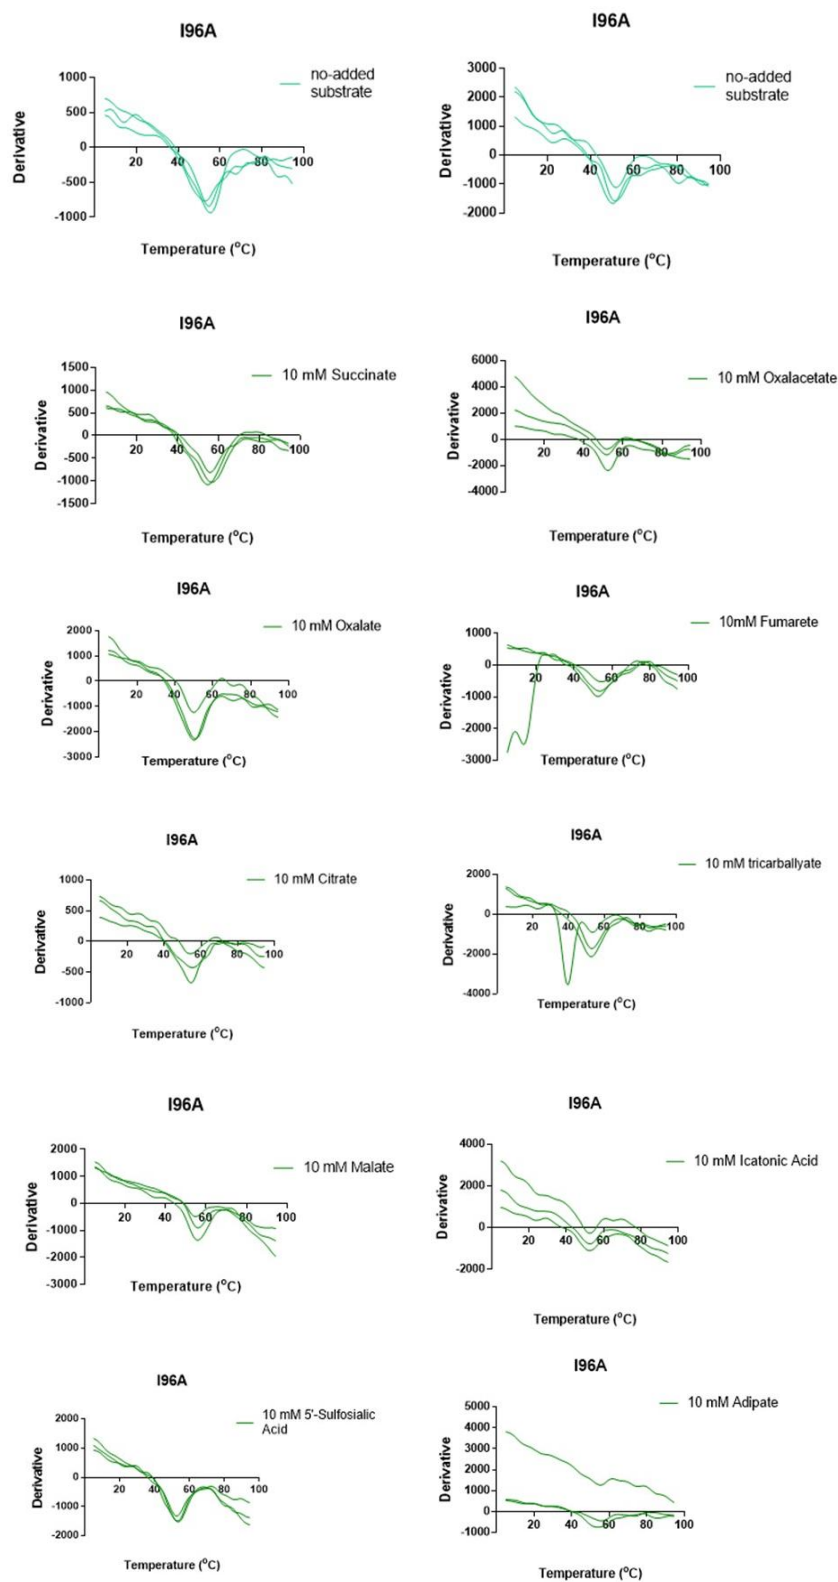 I96A
I96A
1000
500
0
-500
-1000
20
40
60
80
100
no-added
substrate
Derivative
Temperature (°C)
3000
2000
1000
0
-1000
-2000
20
40
60
80
100
no-added
substrate
Derivative
Temperature (°C)
I96A
I96A
1500
1000
500
0
-500
-1000
-1500
20
40
60
80
100
10 mM Succinate
Derivative
Temperature (°C)
6000
4000
2000
0
-2000
-4000
20
40
60
80
100
10 mM Oxalacetate
Derivative
Temperature (°C)
I96A
I96A
2000
1000
0
-1000
-2000
-3000
20
40
60
80
100
10 mM Oxalate
Derivative
Temperature (°C)
1000
0
-1000
-2000
-3000
20
40
60
80
100
10mM Fumarete
Derivative
Temperature (°C)
I96A
I96A
1000
500
0
-500
-1000
20
40
60
80
100
10 mM Citrate
Derivative
Temperature (°C)
2000
0
-2000
-4000
20
40
60
80
100
10 mM tricarballyate
Derivative
Temperature (°C)
I96A
I96A
2000
1000
0
-1000
-2000
-3000
20
40
60
80
100
10 mM Malate
Derivative
Temperature (°C)
4000
2000
0
-2000
20
40
60
80
100
10 mM Icatonic Acid
Derivative
Temperature (°C)
I96A
I96A
2000
1000
0
-1000
-2000
20
40
60
80
100
10 mM 5'-Sulfosialic
Acid
Derivative
Temperature (°C)
5000
4000
3000
2000
1000
0
-1000
20
40
60
80
100
10 mM Adipate
Derivative
Temperature (°C)